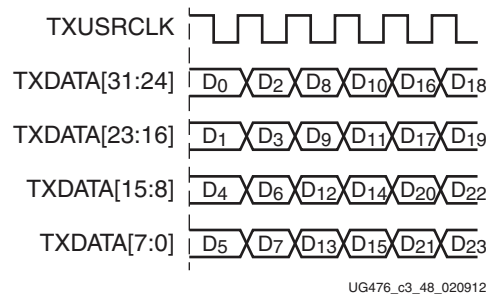 TXUSRCLK
TXDATA[31:24] D0 D2 D8 D10 D16 D18
TXDATA[23:16] D1 D3 D9 D11 D17 D19
TXDATA[15:8] D4 D6 D12 D14 D20 D22
TXDATA[7:0] D5 D7 D13 D15 D21 D23
UG476_c3_48_020912